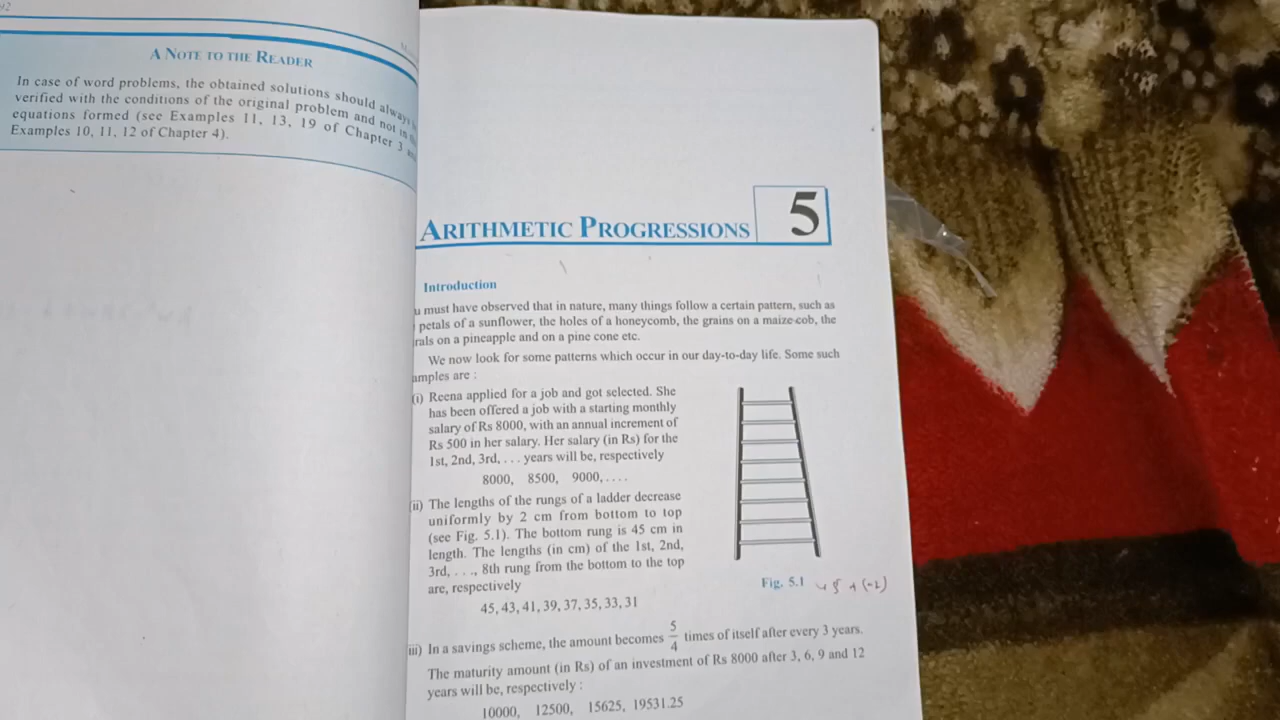 92
A NOTE TO THE READER
In case of word problems, the obtained solutions should always
verified with the conditions of the original problem and not in
equations formed (see Examples 11, 13, 19 of Chapter 3
Examples 10, 11, 12 of Chapter 4).
ARITHMETIC PROGRESSIONS 5
Introduction
u must have observed that in nature, many things follow a certain pattern, such as
petals of a sunflower, the holes of a honeycomb, the grains on a maize cob, the
rals on a pineapple and on a pine cone etc.
We now look for some patterns which occur in our day-to-day life. Some such
amples are :
(i) Reena applied for a job and got selected. She
has been offered a job with a starting monthly
salary of Rs 8000, with an annual increment of
Rs 500 in her salary. Her salary (in Rs) for the
1st, 2nd, 3rd, . . . years will be, respectively
8000, 8500, 9000, . . . .
(ii) The lengths of the rungs of a ladder decrease
uniformly by 2 cm from bottom to top
(see Fig. 5.1). The bottom rung is 45 cm in
length. The lengths (in cm) of the 1st, 2nd,
3rd, . . ., 8th rung from the bottom to the top
are, respectively
45, 43, 41, 39, 37, 35, 33, 31
Fig. 5.1 45 + (-2)
iii) In a savings scheme, the amount becomes 5/4 times of itself after every 3 years.
The maturity amount (in Rs) of an investment of Rs 8000 after 3, 6, 9 and 12
years will be, respectively :
10000, 12500, 15625, 19531.25